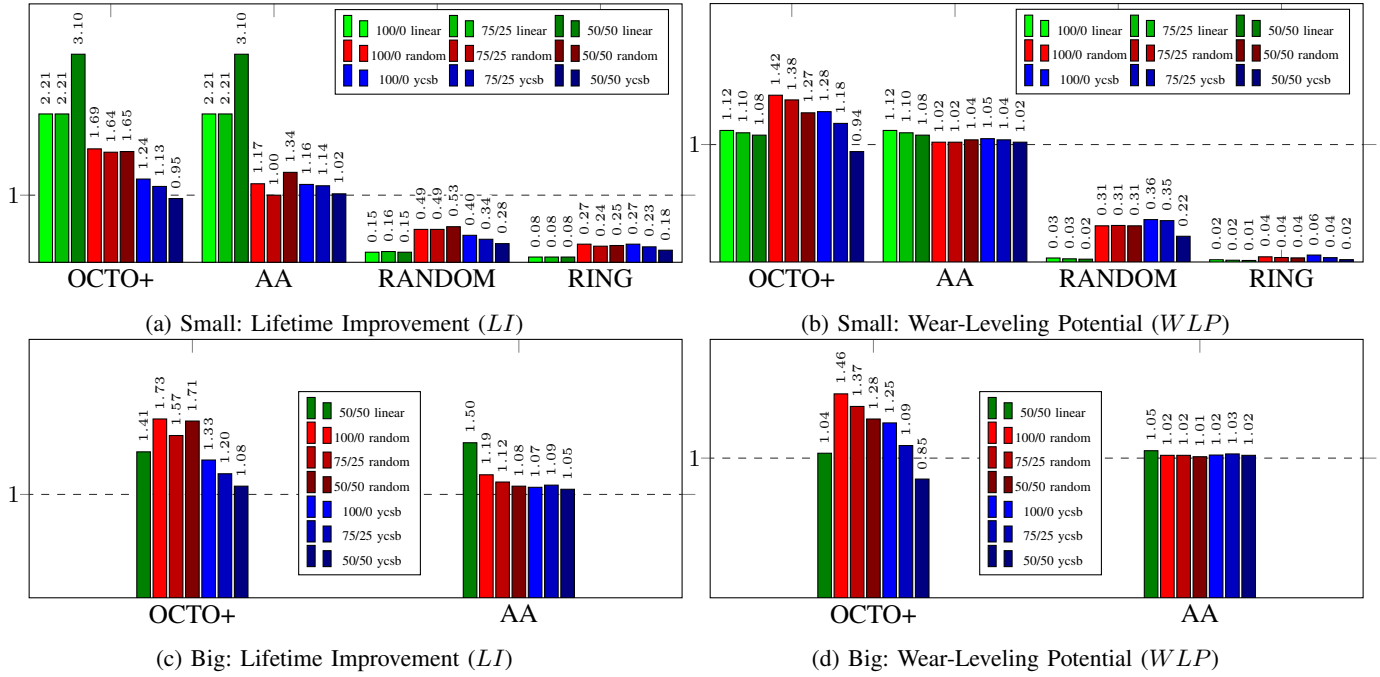 100/0 linear 75/25 linear 50/50 linear
100/0 random 75/25 random 50/50 random
100/0 ycsb 75/25 ycsb 50/50 ycsb
2.21 2.21 3.10 1.69 1.64 1.65 1.24 1.13 0.95
2.21 2.21 3.10 1.17 1.00 1.34 1.16 1.14 1.02
0.15 0.16 0.15 0.49 0.49 0.53 0.40 0.34 0.28
0.08 0.08 0.08 0.27 0.24 0.25 0.27 0.23 0.18
1
OCTO+ AA RANDOM RING
(a) Small: Lifetime Improvement (LI)
100/0 linear 75/25 linear 50/50 linear
100/0 random 75/25 random 50/50 random
100/0 ycsb 75/25 ycsb 50/50 ycsb
1.12 1.10 1.08 1.42 1.38 1.27 1.28 1.18 0.94
1.12 1.10 1.08 1.02 1.02 1.04 1.05 1.04 1.02
0.03 0.03 0.02 0.31 0.31 0.31 0.36 0.35 0.22
0.02 0.02 0.01 0.04 0.04 0.04 0.06 0.04 0.02
1
OCTO+ AA RANDOM RING
(b) Small: Wear-Leveling Potential (WLP)
1.41 1.73 1.57 1.71 1.33 1.20 1.08
50/50 linear
100/0 random
75/25 random
50/50 random
100/0 ycsb
75/25 ycsb
50/50 ycsb
1.50 1.19 1.12 1.08 1.07 1.09 1.05
1
OCTO+ AA
(c) Big: Lifetime Improvement (LI)
1.04 1.46 1.37 1.28 1.25 1.09 0.85
50/50 linear
100/0 random
75/25 random
50/50 random
100/0 ycsb
75/25 ycsb
50/50 ycsb
1.05 1.02 1.02 1.01 1.02 1.03 1.02
1
OCTO+ AA
(d) Big: Wear-Leveling Potential (WLP)